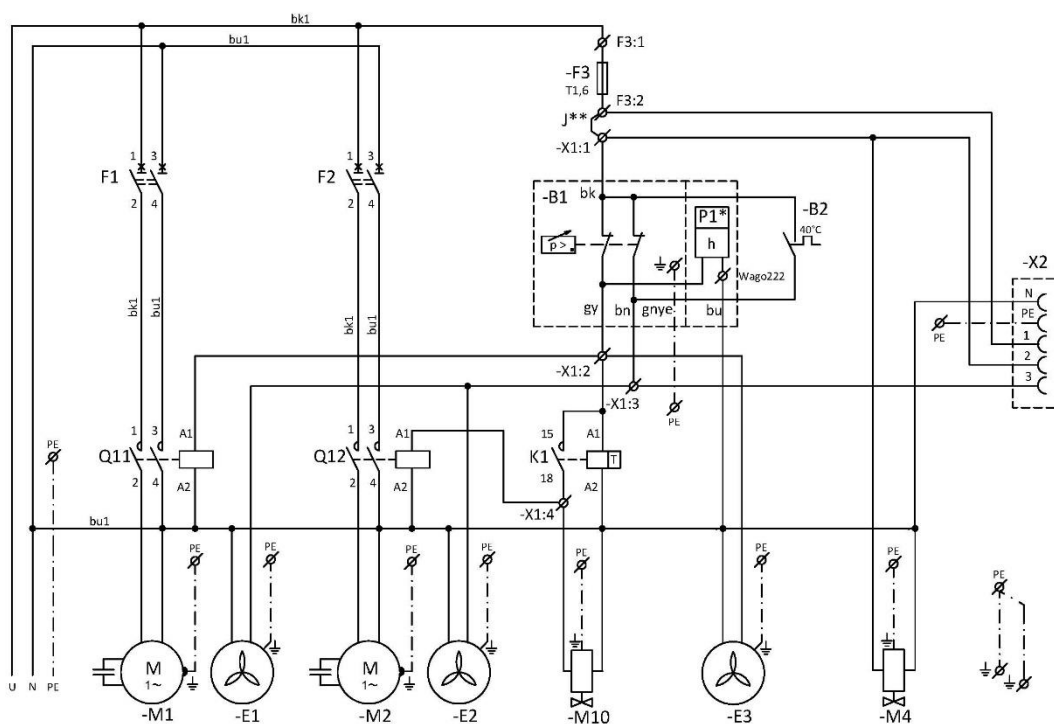 bk1
bu1
F3:1
-F3
T1,6
F3:2
J**
-X1:1
1 3
F1
2 4
1 3
F2
2 4
-B1
bk
P1*
h
-B2
40°C
p >
Wago222
gy
bn
gnye
bu
-X2
N
PE
1
2
3
PE
bk1
bu1
bk1
bu1
-X1:2
-X1:3
PE
PE
1 3
A1
Q11
2 4
A2
1 3
A1
Q12
2 4
A2
15
A1
K1
T
18
A2
-X1:4
bu1
PE
PE
PE
PE
PE
PE
PE
PE
M
1~
M
1~
U N PE
-M1
-E1
-M2
-E2
-M10
-E3
-M4